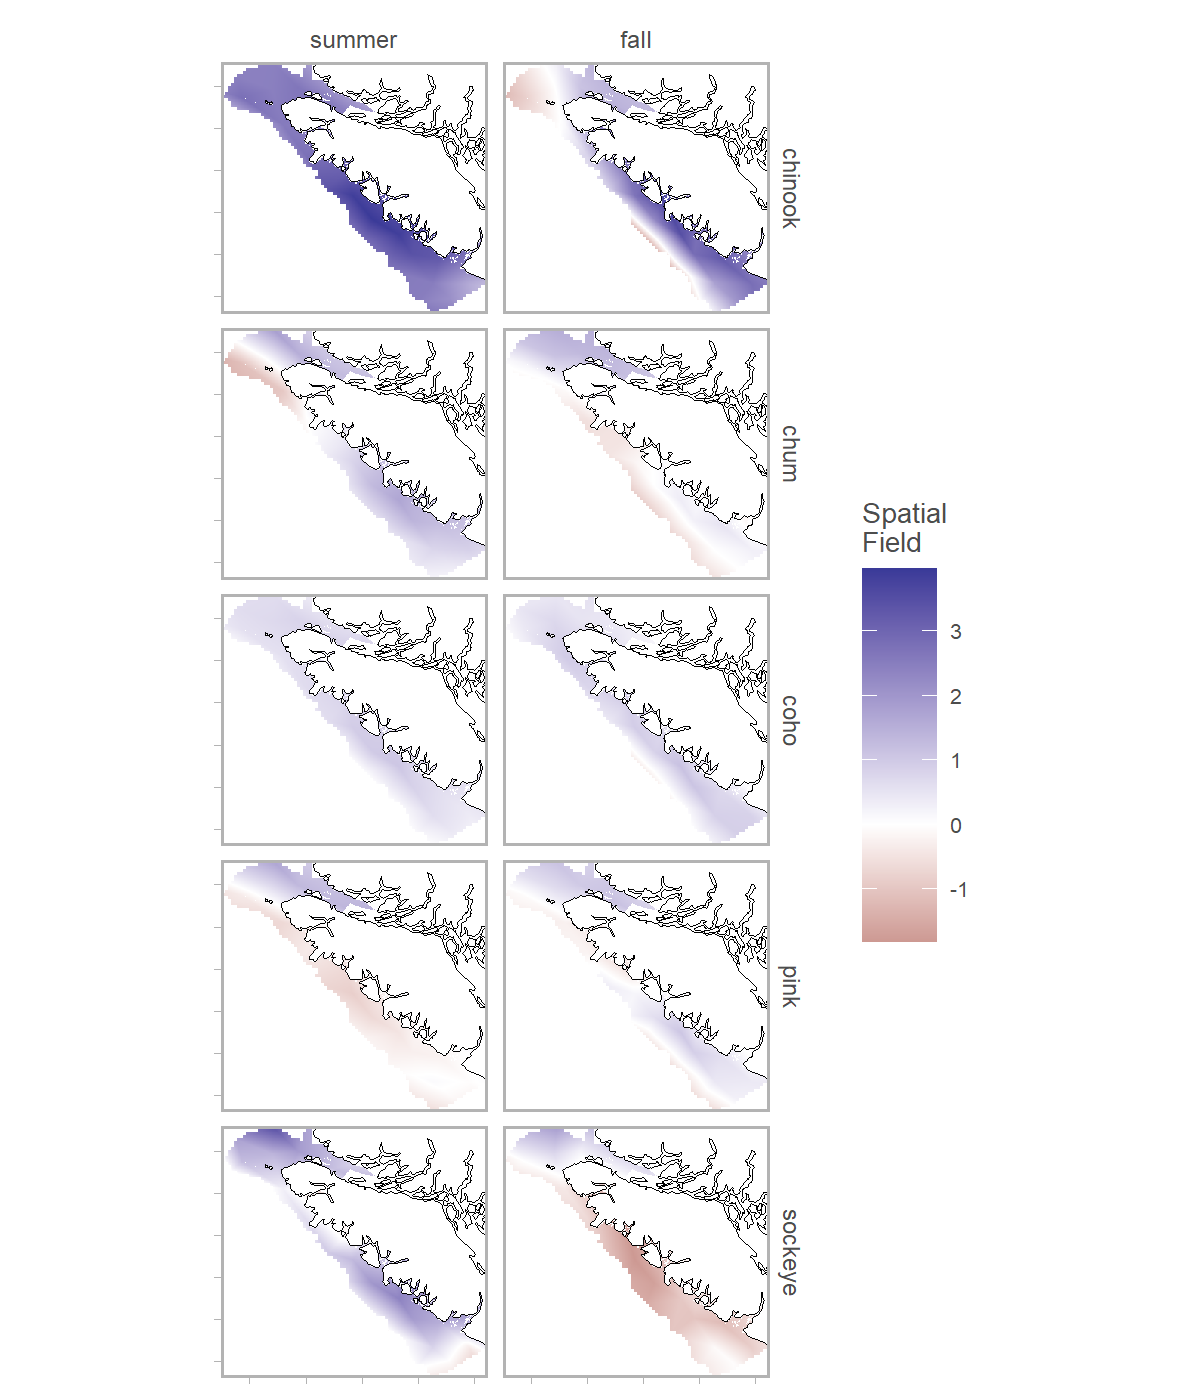 summer
fall
chinook
chum
coho
pink
sockeye
Spatial
Field
3
2
1
0
-1